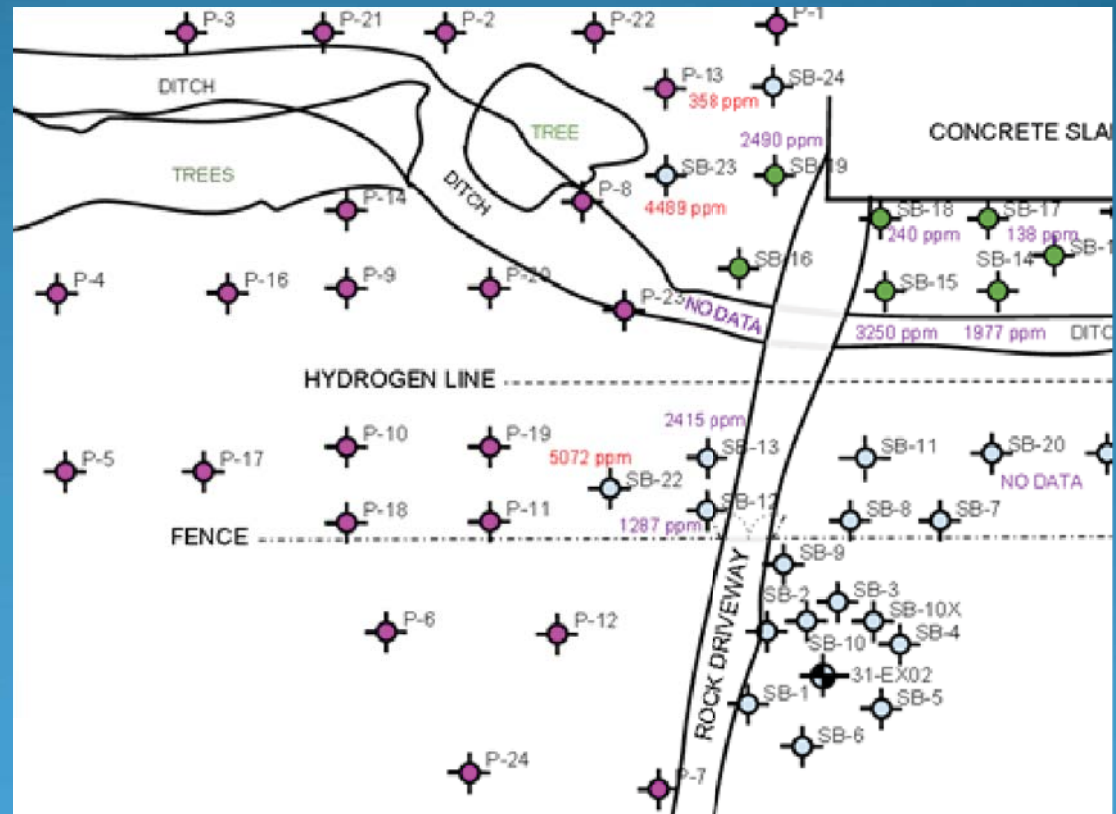 P-3
P-21
P-2
P-22
P-1
P-13
SB-24
358 ppm
DITCH
TREE
2490 ppm
CONCRETE SLA
TREES
DITCH
SB-23
SB-19
P-14
P-8
4489 ppm
SB-18
SB-17
240 ppm
138 ppm
SB-1
SB-16
SB-14
P-4
P-16
P-9
P-20
P-23
NO DATA
SB-15
3250 ppm
1977 ppm
DITC
HYDROGEN LINE
2415 ppm
P-10
P-19
SB-13
SB-11
SB-20
P-5
P-17
5072 ppm
SB-22
NO DATA
P-18
P-11
1287 ppm
SB-12
SB-8
SB-7
FENCE
SB-9
SB-2
SB-3
SB-10X
P-6
P-12
SB-10
SB-4
ROCK DRIVEWAY
31-EX02
SB-1
SB-5
SB-6
P-24
P-7